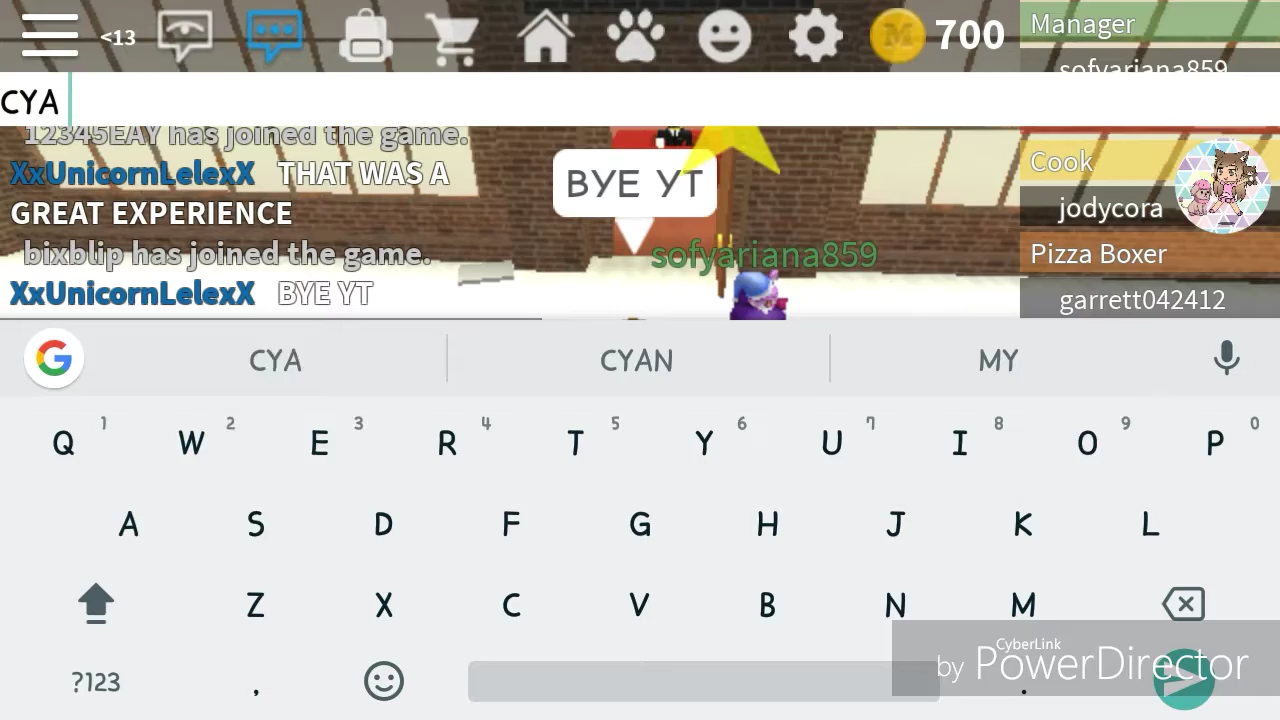 <13
700
Manager
sofyariana859
CYA
12345EAY has joined the game.
XxUnicornLelexX THAT WAS A
GREAT EXPERIENCE
bixblip has joined the game.
XxUnicornLelexX BYE YT
BYE YT
sofyariana859
Cook
jodycora
Pizza Boxer
garrett042412
CYA CYAN MY
Q 1 W 2 E 3 R 4 T 5 Y 6 U 7 I 8 O 9 P 0
A S D F G H J K L
Z X C V B N M
?123 , .
CyberLink
by PowerDirector